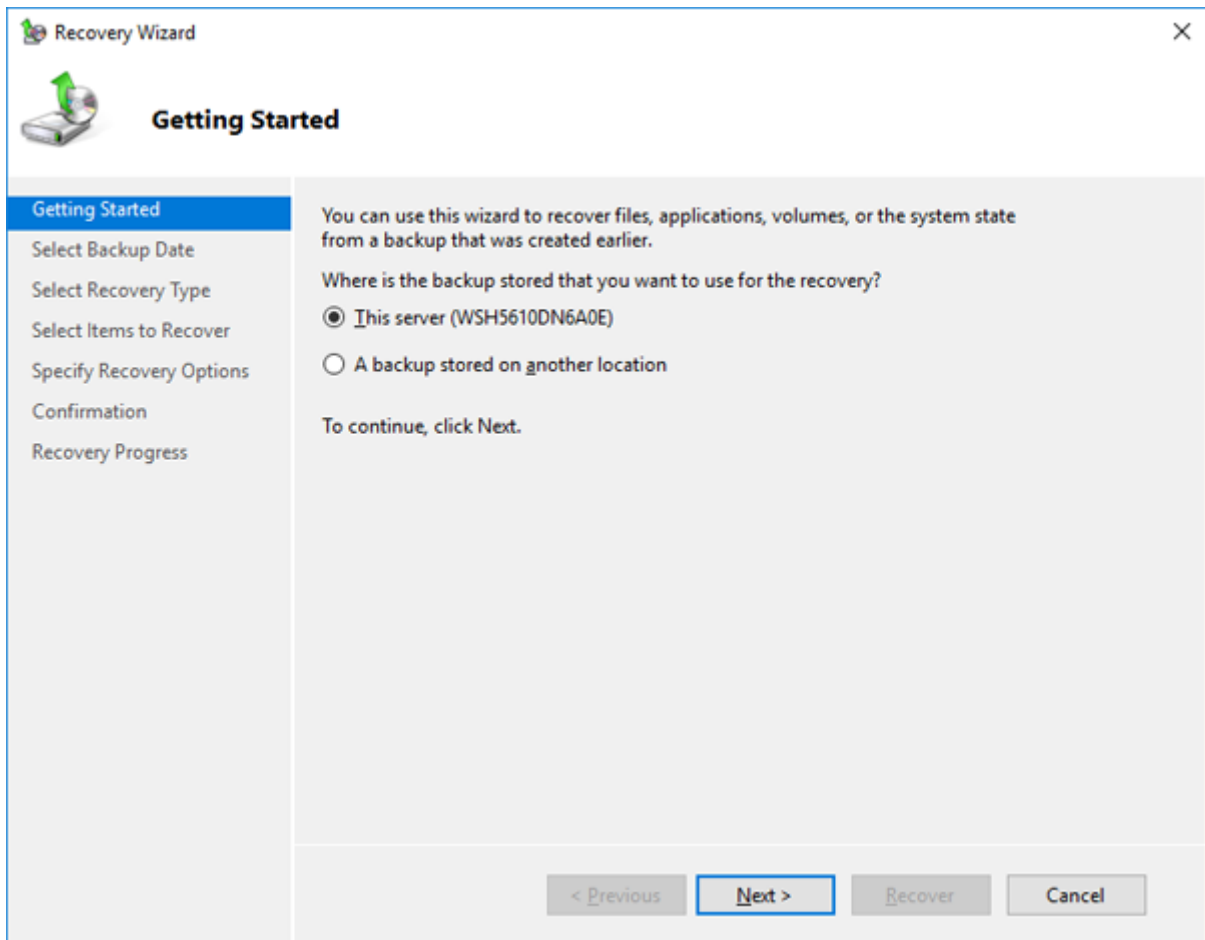 Recovery Wizard
Getting Started
Getting Started
Select Backup Date
Select Recovery Type
Select Items to Recover
Specify Recovery Options
Confirmation
Recovery Progress
You can use this wizard to recover files, applications, volumes, or the system state
from a backup that was created earlier.
Where is the backup stored that you want to use for the recovery?
This server (WSH5610DN6A0E)
A backup stored on another location
To continue, click Next.
< Previous
Next >
Recover
Cancel